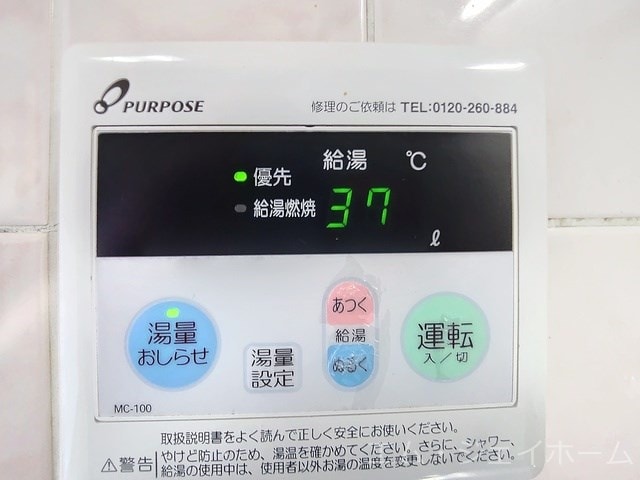 PURPOSE
修理のご依頼は TEL:0120-260-884
給湯 ℃
優先
給湯燃焼 37
ℓ
湯量
おしらせ
湯量
設定
あつく
給湯
ぬるく
運転
入／切
MC-100
取扱説明書をよく読んで正しく安全にお使いください。
⚠警告
やけど防止のため、湯温を確かめてください。さらに、シャワー、
給湯の使用中は、使用者以外お湯の温度を変更しないでください。
イホーム